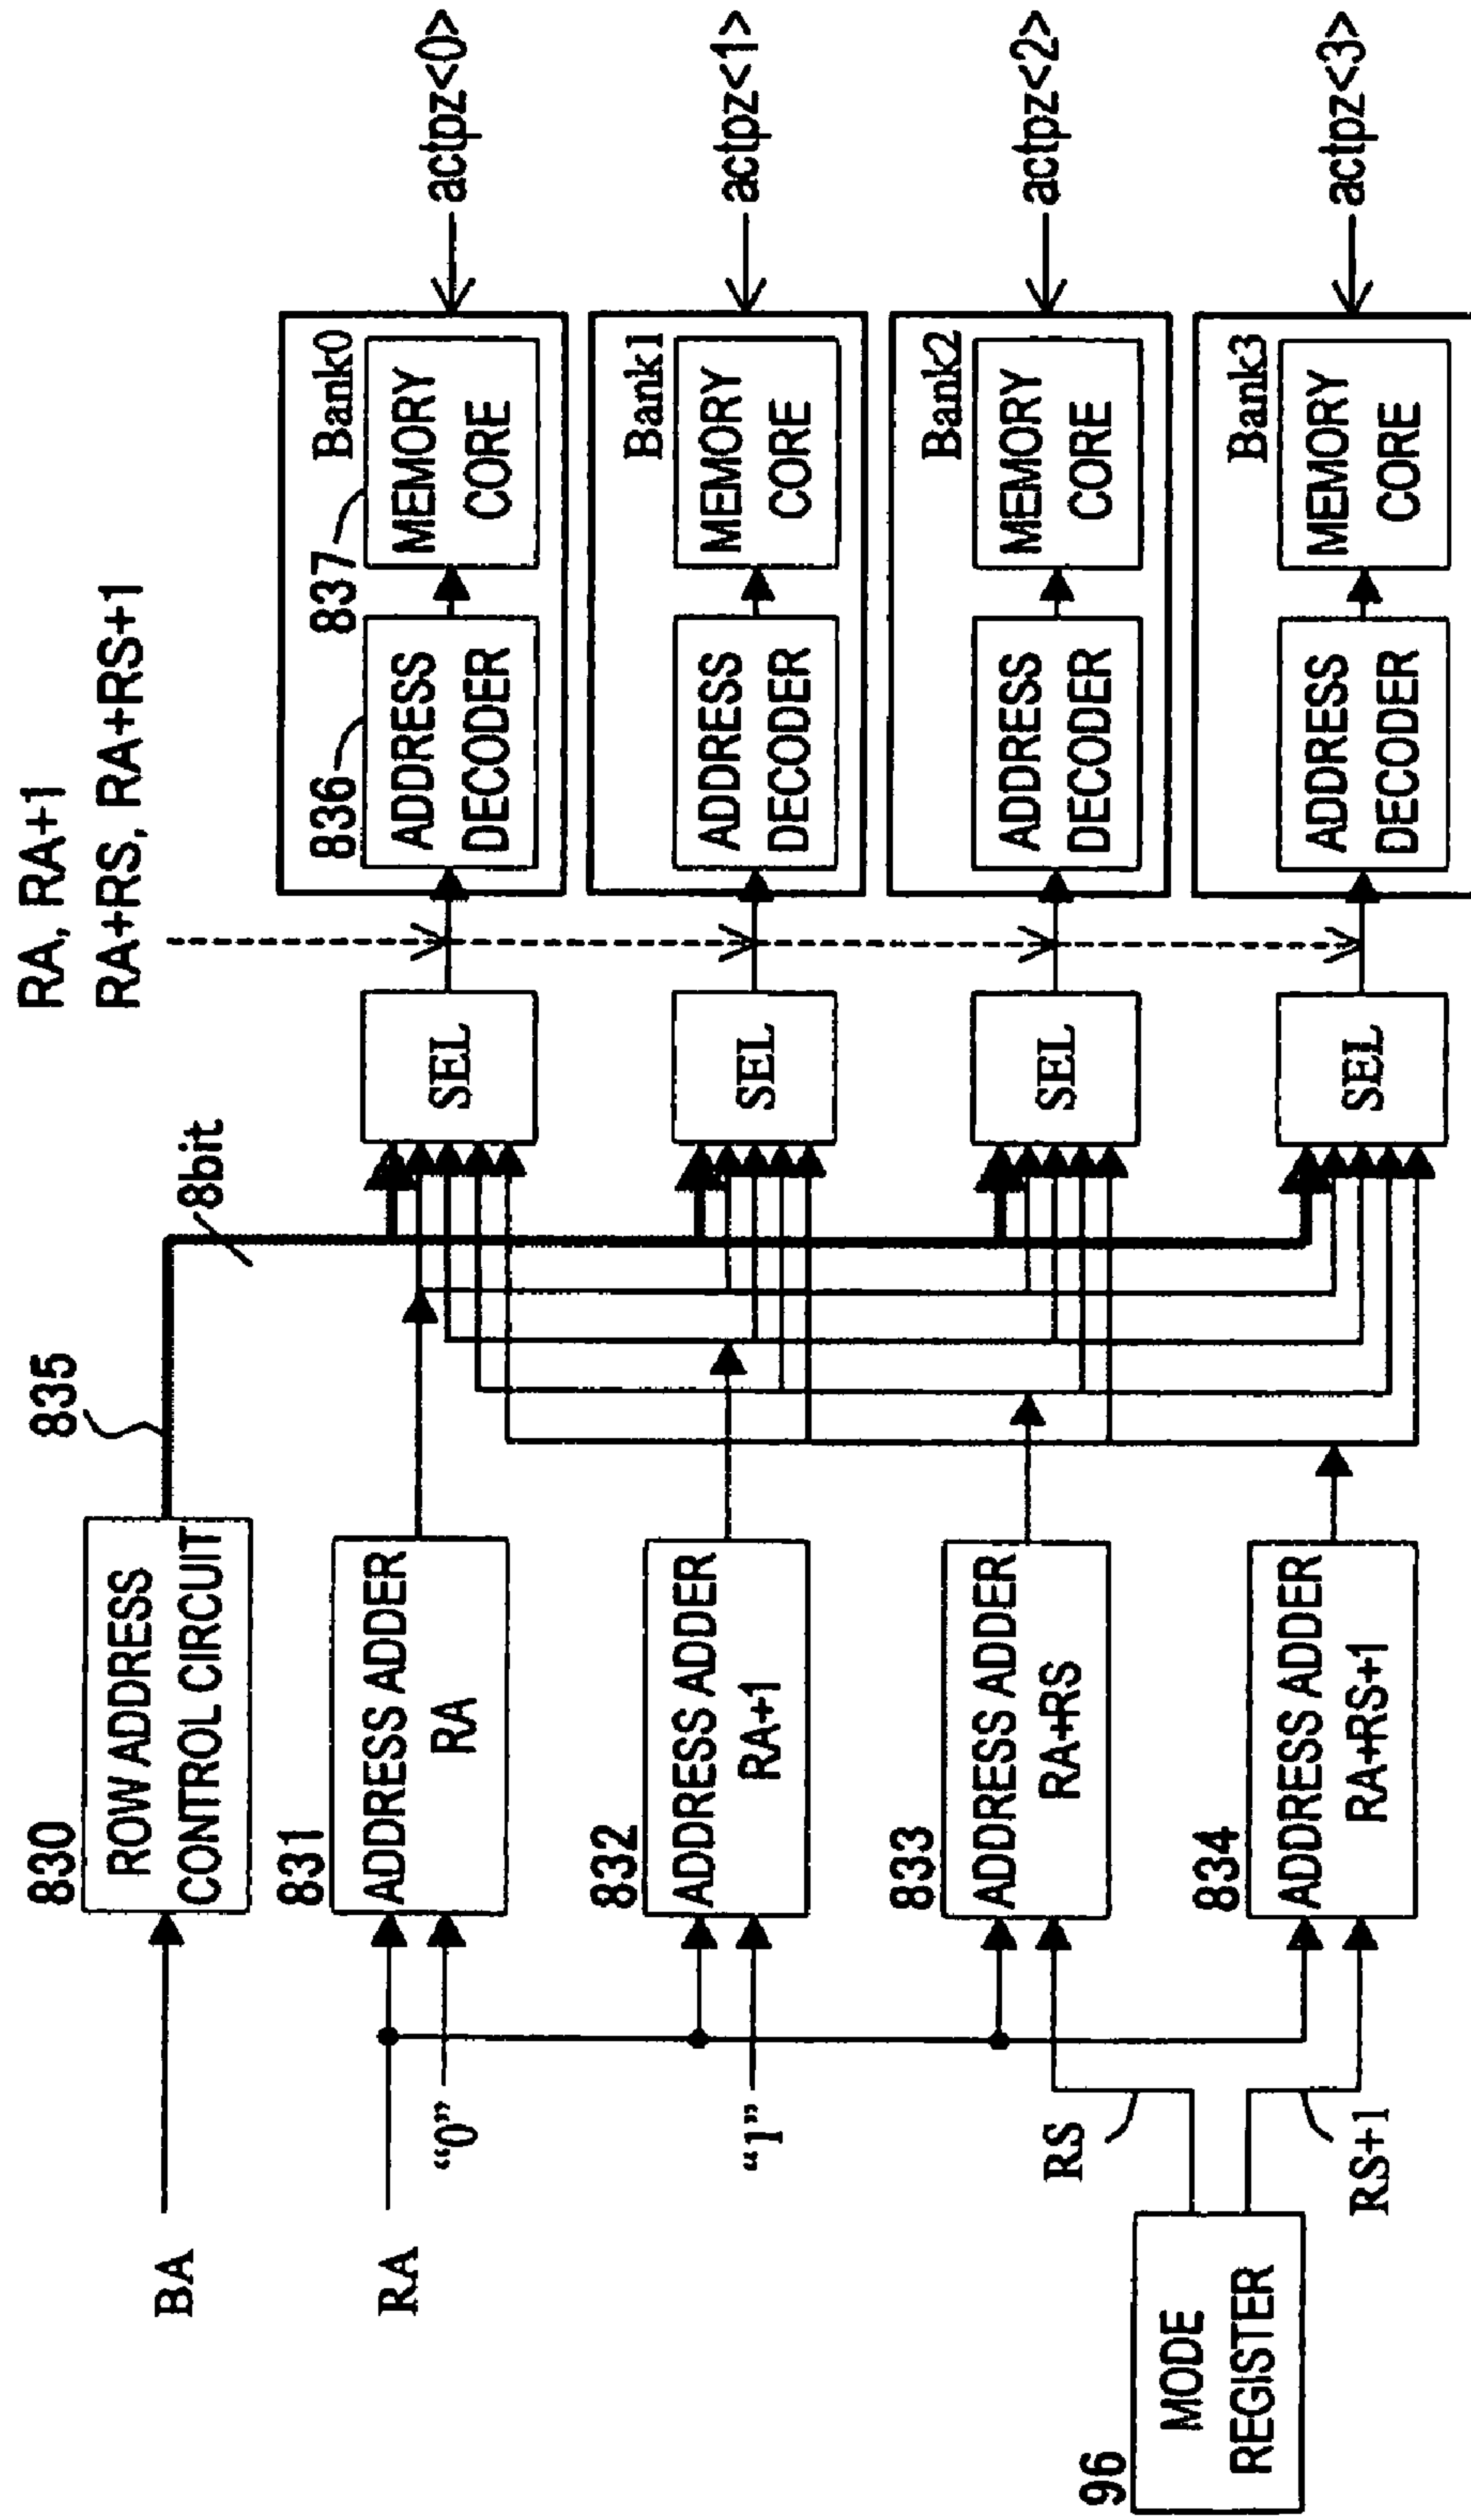 RA, RA+1
RA+RS, RA+RS+1
BA
830
ROW ADDRESS
CONTROL CIRCUIT
835
8bit
RA
"0"
831
ADDRESS ADDER
RA
SEL
836
ADDRESS
DECODER
837
Bank0
MEMORY
CORE
actpz<0>
"1"
832
ADDRESS ADDER
RA+1
SEL
ADDRESS
DECODER
Bank1
MEMORY
CORE
actpz<1>
RS
833
ADDRESS ADDER
RA+RS
SEL
ADDRESS
DECODER
Bank2
MEMORY
CORE
actpz<2>
96
MODE
REGISTER
RS+1
834
ADDRESS ADDER
RA+RS+1
SEL
ADDRESS
DECODER
Bank3
MEMORY
CORE
actpz<3>